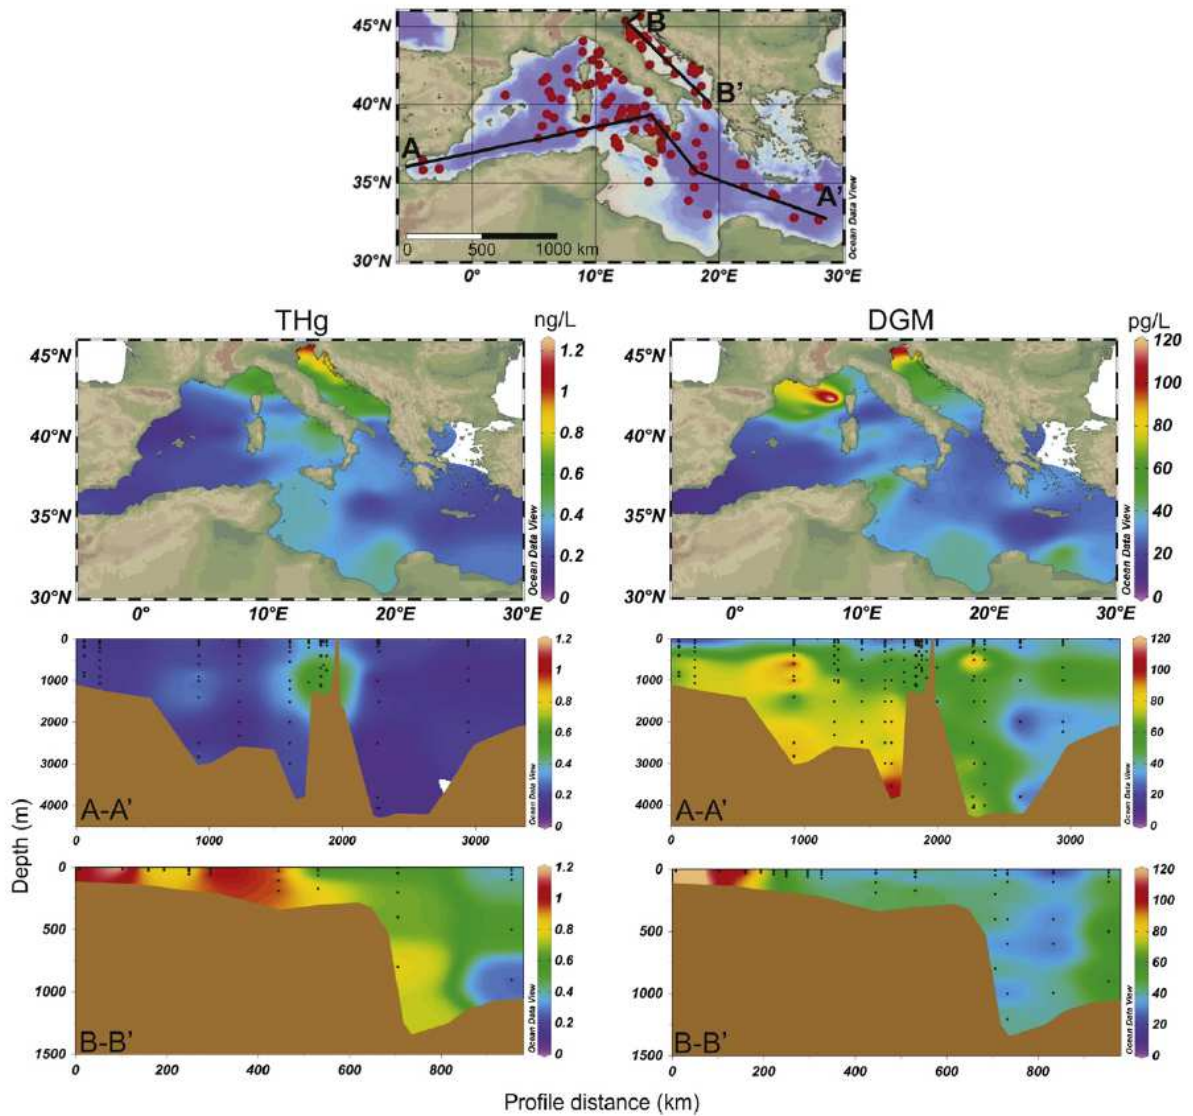 45°N
40°N
35°N
30°N
A
B
B'
A'
0 500 1000 km
0° 10°E 20°E 30°E
Ocean Data View
THg
ng/L
45°N
40°N
35°N
30°N
0° 10°E 20°E 30°E
1.2
1
0.8
0.6
0.4
0.2
0
Ocean Data View
DGM
pg/L
45°N
40°N
35°N
30°N
0° 10°E 20°E 30°E
120
100
80
60
40
20
0
Ocean Data View
Depth (m)
0
1000
2000
3000
4000
A-A'
0 1000 2000 3000
1.2
1
0.8
0.6
0.4
0.2
0
Ocean Data View
0
1000
2000
3000
4000
A-A'
0 1000 2000 3000
120
100
80
60
40
20
0
Ocean Data View
0
500
1000
1500
B-B'
0 200 400 600 800
1.2
1
0.8
0.6
0.4
0.2
0
Ocean Data View
0
500
1000
1500
B-B'
0 200 400 600 800
120
100
80
60
40
20
0
Ocean Data View
Profile distance (km)